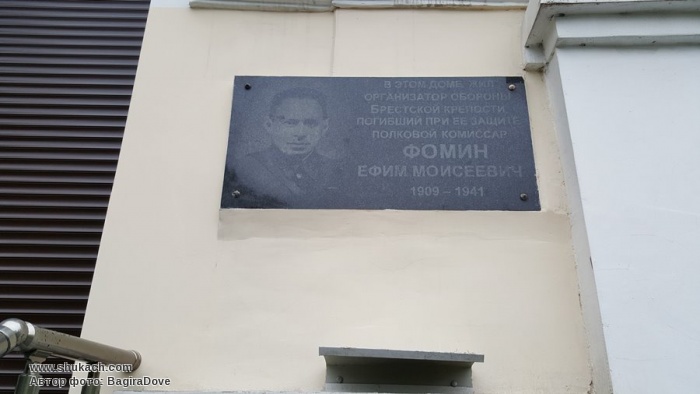 В ЭТОМ ДОМЕ ЖИЛ
ОРГАНИЗАТОР ОБОРОНЫ
БРЕСТСКОЙ КРЕПОСТИ,
ПОГИБШИЙ ПРИ ЕЕ ЗАЩИТЕ
ПОЛКОВОЙ КОМИССАР
ФОМИН
ЕФИМ МОИСЕЕВИЧ
1909 – 1941
www.shukach.com
Автор фото: BagiraDove